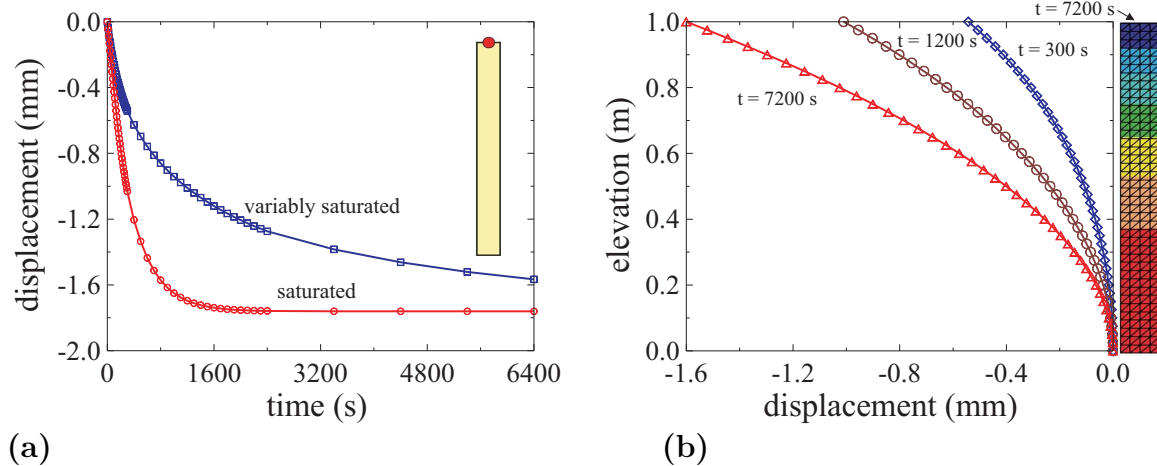 0.0
-0.4
-0.8
-1.2
-1.6
-2.0
displacement (mm)
variably saturated
saturated
0 1600 3200 4800 6400
time (s)
(a)
t = 7200 s
1.0
0.8
0.6
0.4
0.2
0.0
elevation (m)
t = 1200 s
t = 300 s
t = 7200 s
-1.6 -1.2 -0.8 -0.4 0.0
displacement (mm)
(b)